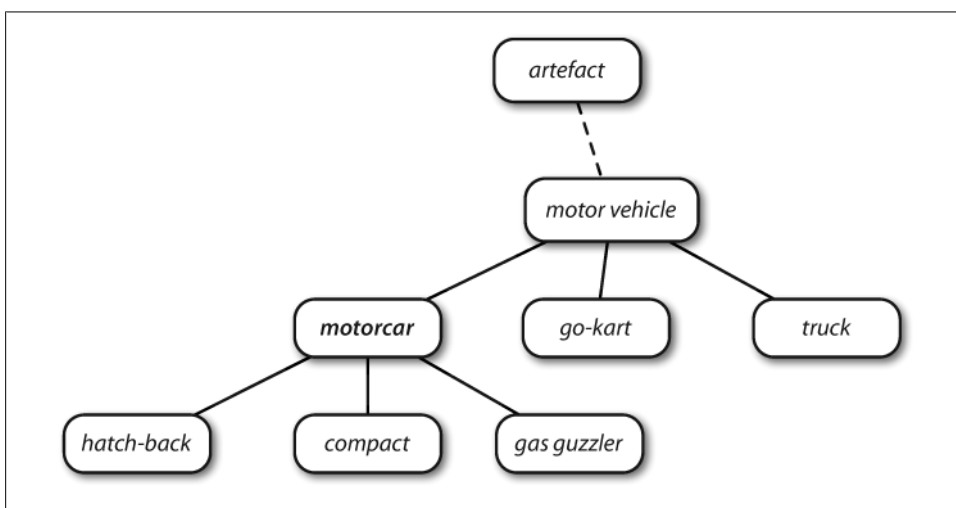 artefact
motor vehicle
motorcar
go-kart
truck
hatch-back
compact
gas guzzler